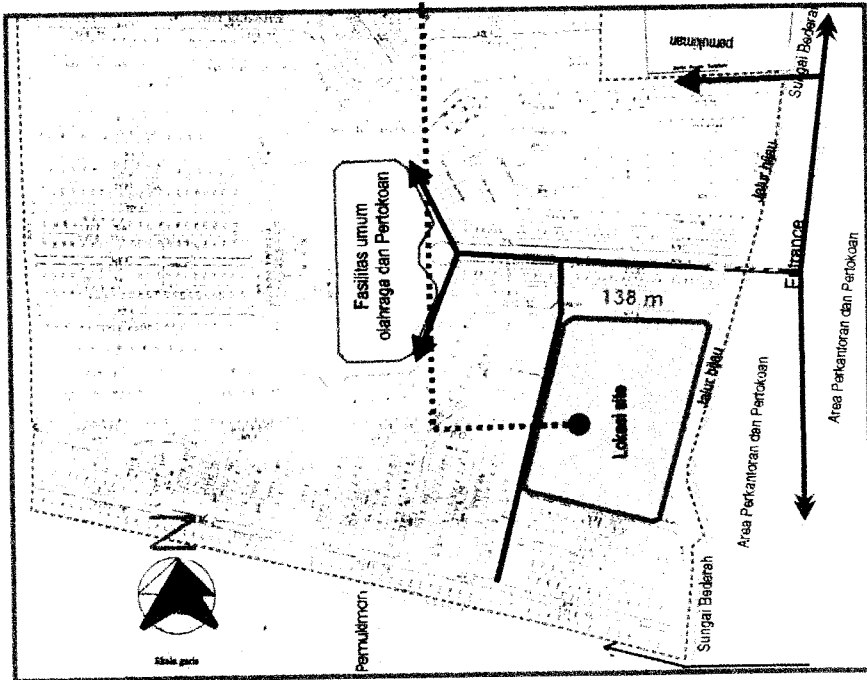 pemukiman
Sungai Bederah
Jalur hijau
Fasilitas umum
olahraga dan Pertokoan
Entrance
138 m
Lokasi site
Jalur hijau
Area Perkantoran dan Pertokoan
Area Perkantoran dan Pertokoan
Sungai Bederah
N
Pemukiman
Skala garis